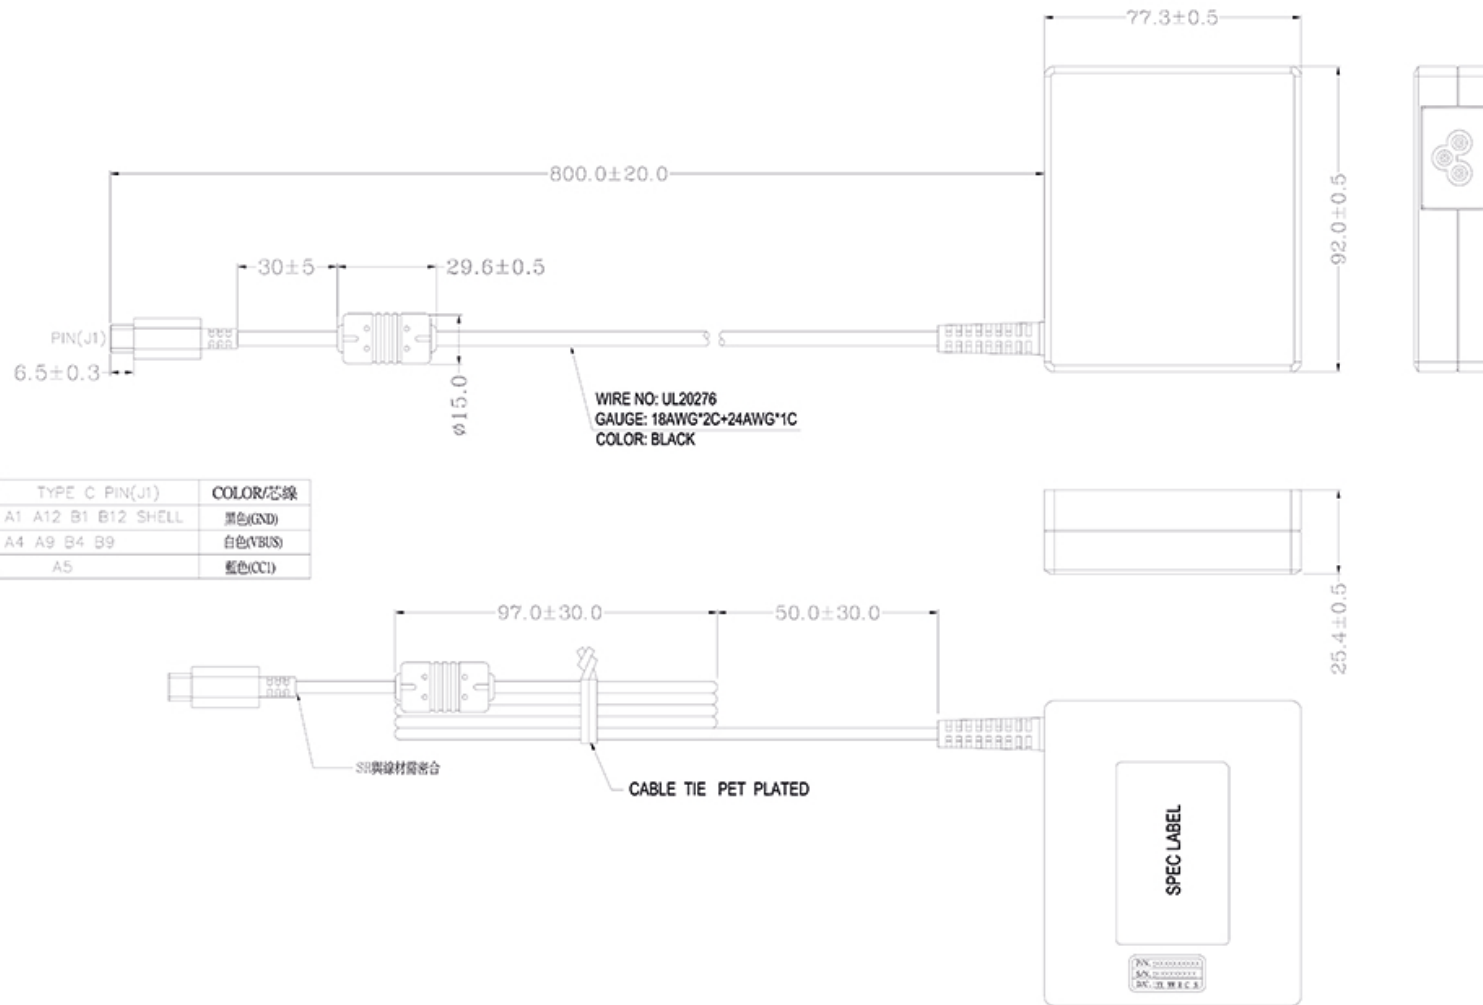 77.3±0.5
800.0±20.0
92.0±0.5
30±5
29.6±0.5
PIN(J1)
6.5±0.3
ø15.0
WIRE NO: UL20276
GAUGE: 18AWG*2C+24AWG*1C
COLOR: BLACK
TYPE C PIN(J1) COLOR/芯線
A1 A12 B1 B12 SHELL 黑色(GND)
A4 A9 B4 B9 白色(VBUS)
A5 藍色(CC1)
25.4±0.5
97.0±30.0
50.0±30.0
SR與線材需密合
CABLE TIE PET PLATED
SPEC LABEL
P/N:
S/N:
D/C: